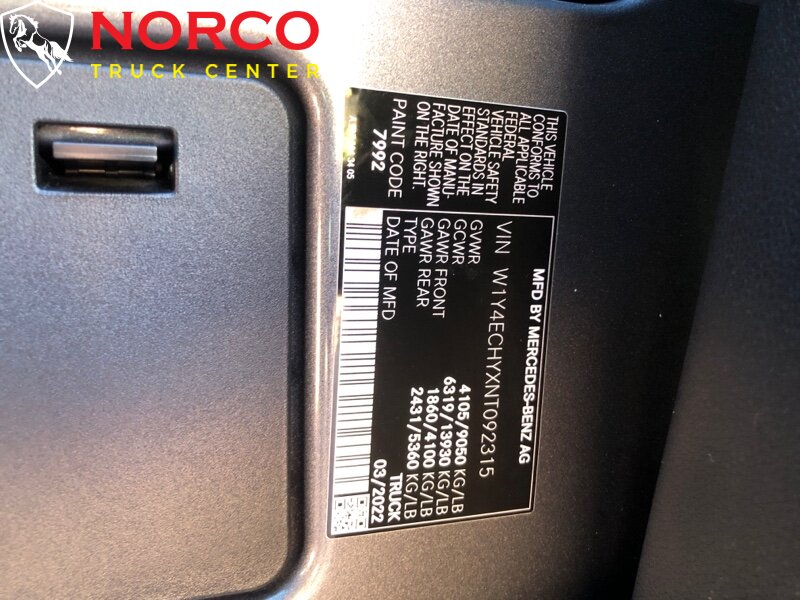 NORCO
TRUCK CENTER
MFD BY MERCEDES-BENZ AG
VIN W1Y4ECHYXNT092315
GVWR 4105/9050 KG/LB
GCWR 6319/13930 KG/LB
GAWR FRONT 1860/4100 KG/LB
GAWR REAR 2431/5360 KG/LB
TYPE TRUCK
DATE OF MFD 03/2022
THIS VEHICLE
CONFORMS TO
ALL APPLICABLE
FEDERAL
VEHICLE SAFETY
STANDARDS IN
EFFECT ON THE
DATE OF MANU-
FACTURE SHOWN
ON THE RIGHT.
PAINT CODE
7992